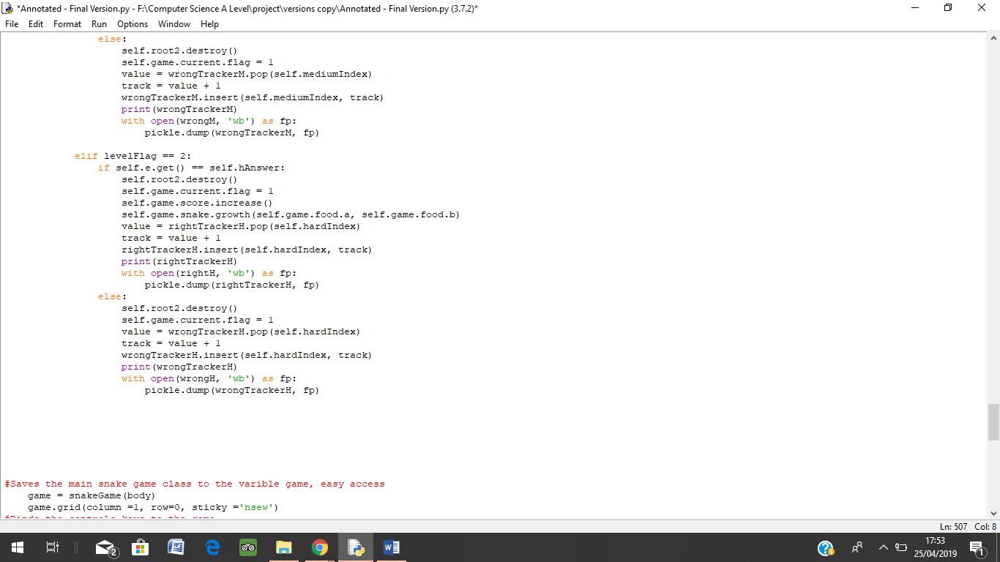 *Annotated - Final Version.py - F:\Computer Science A Level\project\versions copy\Annotated - Final Version.py (3.7.2)*
File Edit Format Run Options Window Help
else:
self.root2.destroy()
self.game.current.flag = 1
value = wrongTrackerM.pop(self.mediumIndex)
track = value + 1
wrongTrackerM.insert(self.mediumIndex, track)
print(wrongTrackerM)
with open(wrongM, 'wb') as fp:
pickle.dump(wrongTrackerM, fp)
elif levelFlag == 2:
if self.e.get() == self.hAnswer:
self.root2.destroy()
self.game.current.flag = 1
self.game.score.increase()
self.game.snake.growth(self.game.food.a, self.game.food.b)
value = rightTrackerH.pop(self.hardIndex)
track = value + 1
rightTrackerH.insert(self.hardIndex, track)
print(rightTrackerH)
with open(rightH, 'wb') as fp:
pickle.dump(rightTrackerH, fp)
else:
self.root2.destroy()
self.game.current.flag = 1
value = wrongTrackerH.pop(self.hardIndex)
track = value + 1
wrongTrackerH.insert(self.hardIndex, track)
print(wrongTrackerH)
with open(wrongH, 'wb') as fp:
pickle.dump(wrongTrackerH, fp)
#Saves the main snake game class to the varible game, easy access
game = snakeGame(body)
game.grid(column =1, row=0, sticky ='nsew')
Ln: 507 Col: 8
2
17:53
25/04/2019
1